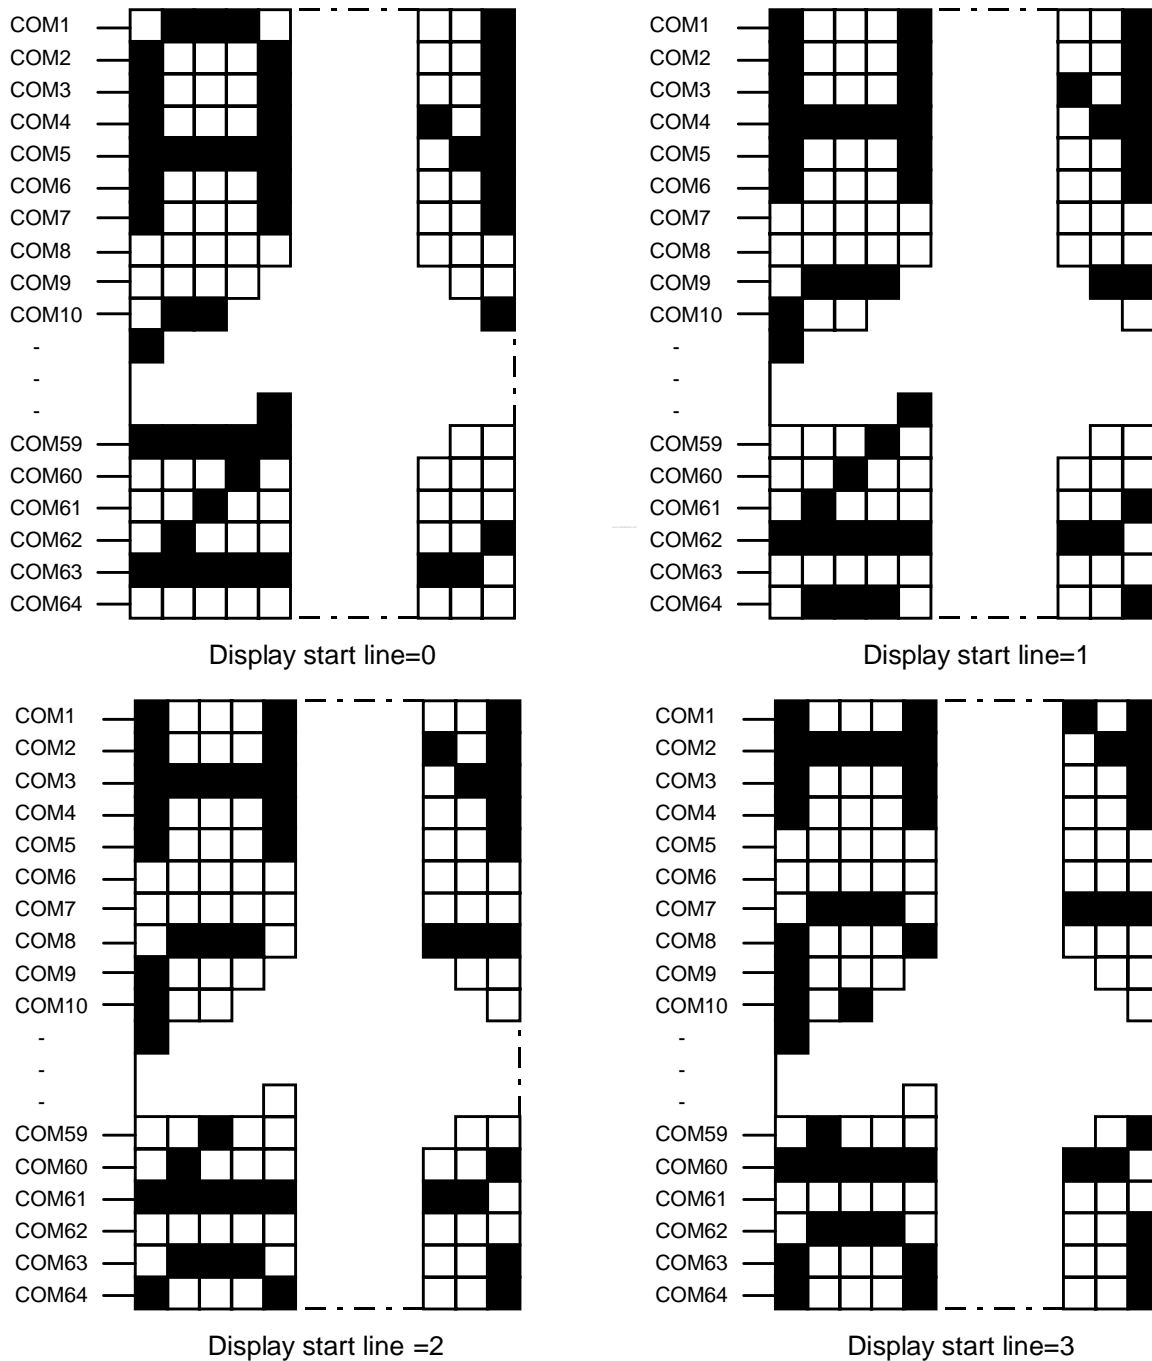 COM1
COM2
COM3
COM4
COM5
COM6
COM7
COM8
COM9
COM10
-
-
-
COM59
COM60
COM61
COM62
COM63
COM64
Display start line=0
COM1
COM2
COM3
COM4
COM5
COM6
COM7
COM8
COM9
COM10
-
-
-
COM59
COM60
COM61
COM62
COM63
COM64
Display start line=1
COM1
COM2
COM3
COM4
COM5
COM6
COM7
COM8
COM9
COM10
-
-
-
COM59
COM60
COM61
COM62
COM63
COM64
Display start line =2
COM1
COM2
COM3
COM4
COM5
COM6
COM7
COM8
COM9
COM10
-
-
-
COM59
COM60
COM61
COM62
COM63
COM64
Display start line=3